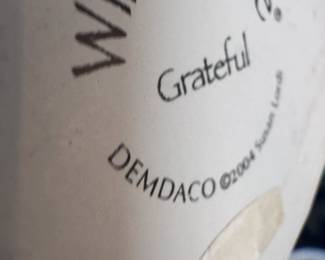 Grateful
DEMDACO ©2004 Susan Lordi